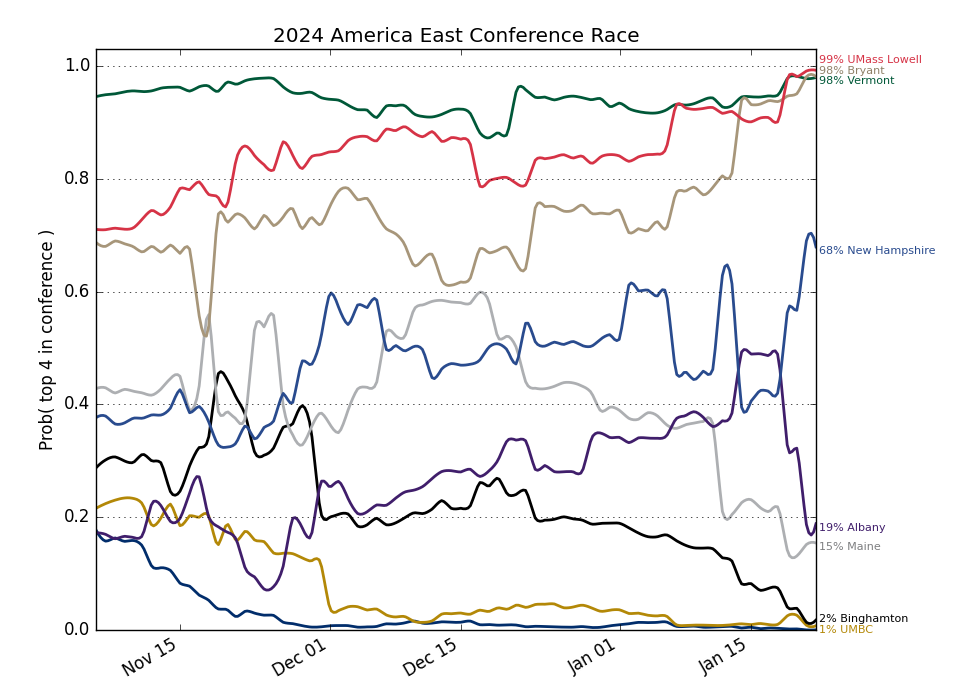 2024 America East Conference Race
Prob( top 4 in conference )
1.0
0.8
0.6
0.4
0.2
0.0
Nov 15
Dec 01
Dec 15
Jan 01
Jan 15
99% UMass Lowell
98% Bryant
98% Vermont
68% New Hampshire
19% Albany
15% Maine
2% Binghamton
1% UMBC